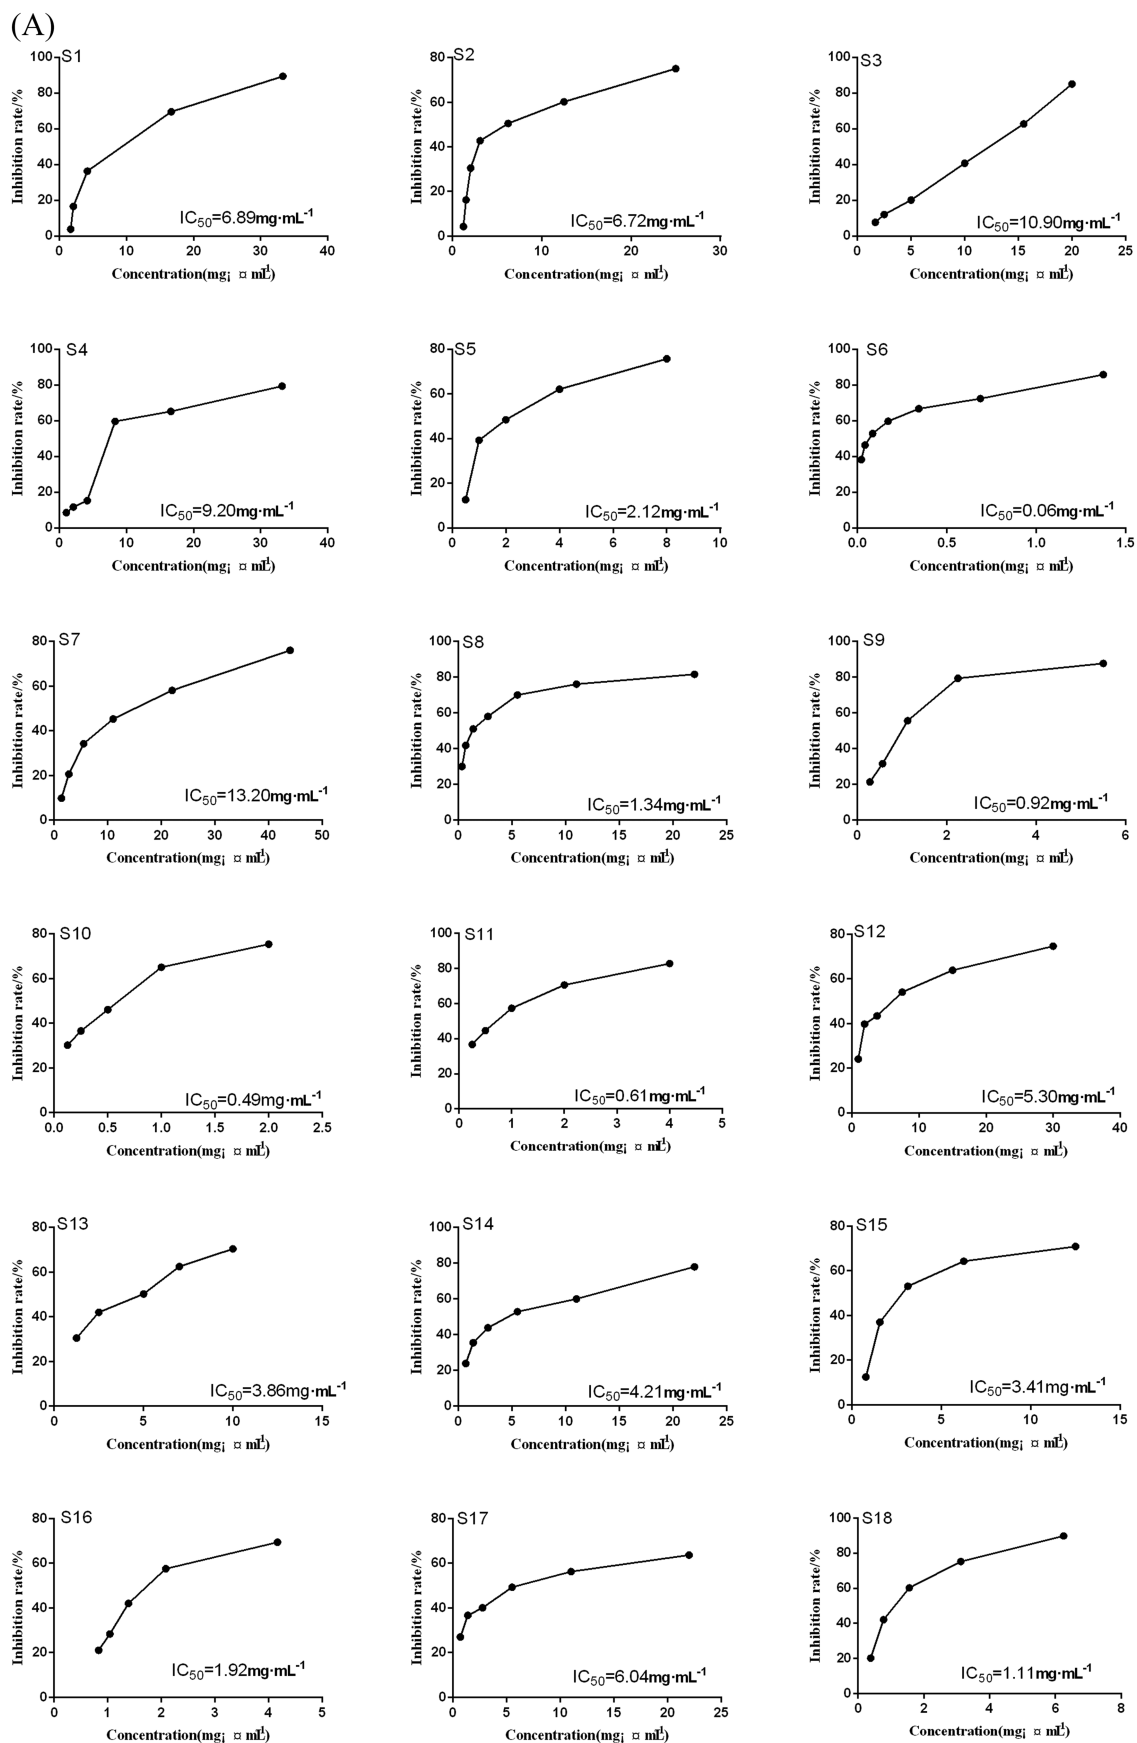 (A)
S1
100
80
60
40
20
0
Inhibition rate/%
IC50=6.89mg·mL-1
0 10 20 30 40
Concentration(mg¡ ¤ mL-1)
S2
80
60
40
20
0
Inhibition rate/%
IC50=6.72mg·mL-1
0 10 20 30
Concentration(mg¡ ¤ mL-1)
S3
100
80
60
40
20
0
Inhibition rate/%
IC50=10.90mg·mL-1
0 5 10 15 20 25
Concentration(mg¡ ¤ mL-1)
S4
100
80
60
40
20
0
Inhibition rate/%
IC50=9.20mg·mL-1
0 10 20 30 40
Concentration(mg¡ ¤ mL-1)
S5
80
60
40
20
0
Inhibition rate/%
IC50=2.12mg·mL-1
0 2 4 6 8 10
Concentration(mg¡ ¤ mL-1)
S6
100
80
60
40
20
0
Inhibition rate/%
IC50=0.06mg·mL-1
0.0 0.5 1.0 1.5
Concentration(mg¡ ¤ mL-1)
S7
80
60
40
20
0
Inhibition rate/%
IC50=13.20mg·mL-1
0 10 20 30 40 50
Concentration(mg¡ ¤ mL-1)
S8
100
80
60
40
20
0
Inhibition rate/%
IC50=1.34mg·mL-1
0 5 10 15 20 25
Concentration(mg¡ ¤ mL-1)
S9
100
80
60
40
20
0
Inhibition rate/%
IC50=0.92mg·mL-1
0 2 4 6
Concentration(mg¡ ¤ mL-1)
S10
80
60
40
20
0
Inhibition rate/%
IC50=0.49mg·mL-1
0.0 0.5 1.0 1.5 2.0 2.5
Concentration(mg¡ ¤ mL-1)
S11
100
80
60
40
20
0
Inhibition rate/%
IC50=0.61mg·mL-1
0 1 2 3 4 5
Concentration(mg¡ ¤ mL-1)
S12
80
60
40
20
0
Inhibition rate/%
IC50=5.30mg·mL-1
0 10 20 30 40
Concentration(mg¡ ¤ mL-1)
S13
80
60
40
20
0
Inhibition rate/%
IC50=3.86mg·mL-1
0 5 10 15
Concentration(mg¡ ¤ mL-1)
S14
100
80
60
40
20
0
Inhibition rate/%
IC50=4.21mg·mL-1
0 5 10 15 20 25
Concentration(mg¡ ¤ mL-1)
S15
80
60
40
20
0
Inhibition rate/%
IC50=3.41mg·mL-1
0 5 10 15
Concentration(mg¡ ¤ mL-1)
S16
80
60
40
20
0
Inhibition rate/%
IC50=1.92mg·mL-1
0 1 2 3 4 5
Concentration(mg¡ ¤ mL-1)
S17
80
60
40
20
0
Inhibition rate/%
IC50=6.04mg·mL-1
0 5 10 15 20 25
Concentration(mg¡ ¤ mL-1)
S18
100
80
60
40
20
0
Inhibition rate/%
IC50=1.11mg·mL-1
0 2 4 6 8
Concentration(mg¡ ¤ mL-1)